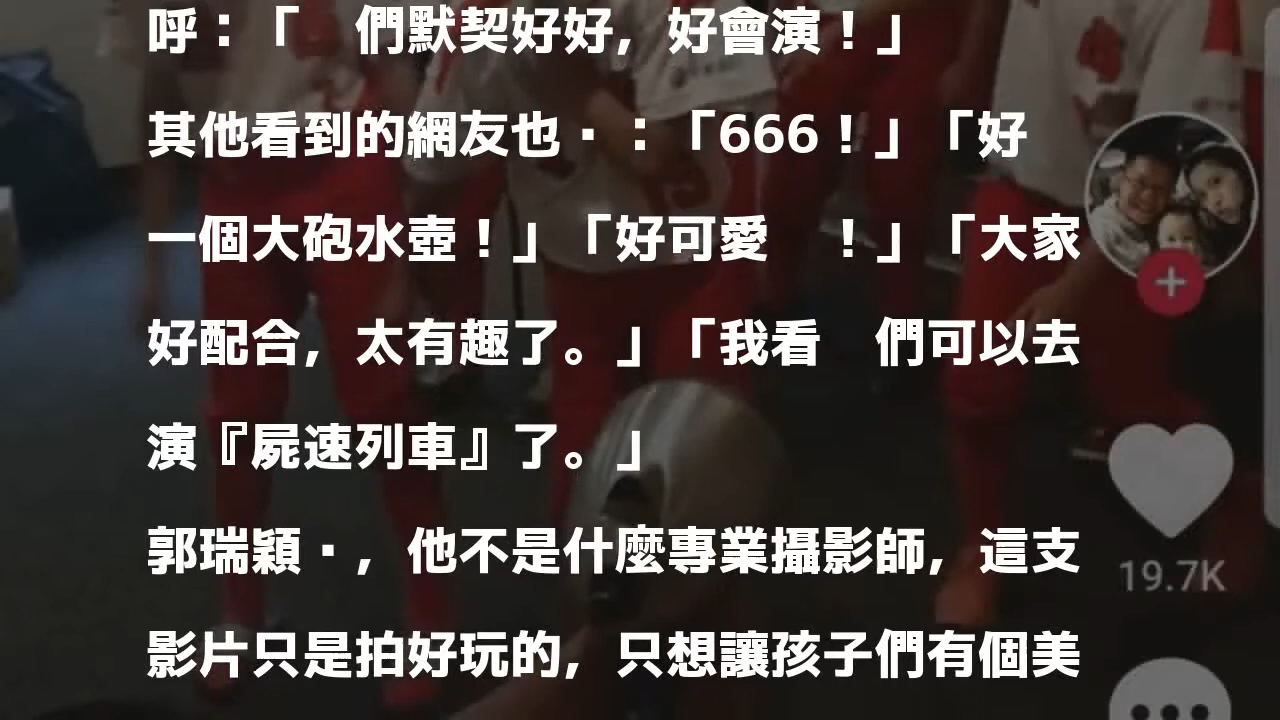 呼：「　們默契好好，好會演！」
其他看到的網友也▪：「666！」「好
一個大砲水壺！」「好可愛　！」「大家
好配合，太有趣了。」「我看　們可以去
演『屍速列車』了。」
郭瑞穎▪，他不是什麼專業攝影師，這支
19.7K
影片只是拍好玩的，只想讓孩子們有個美